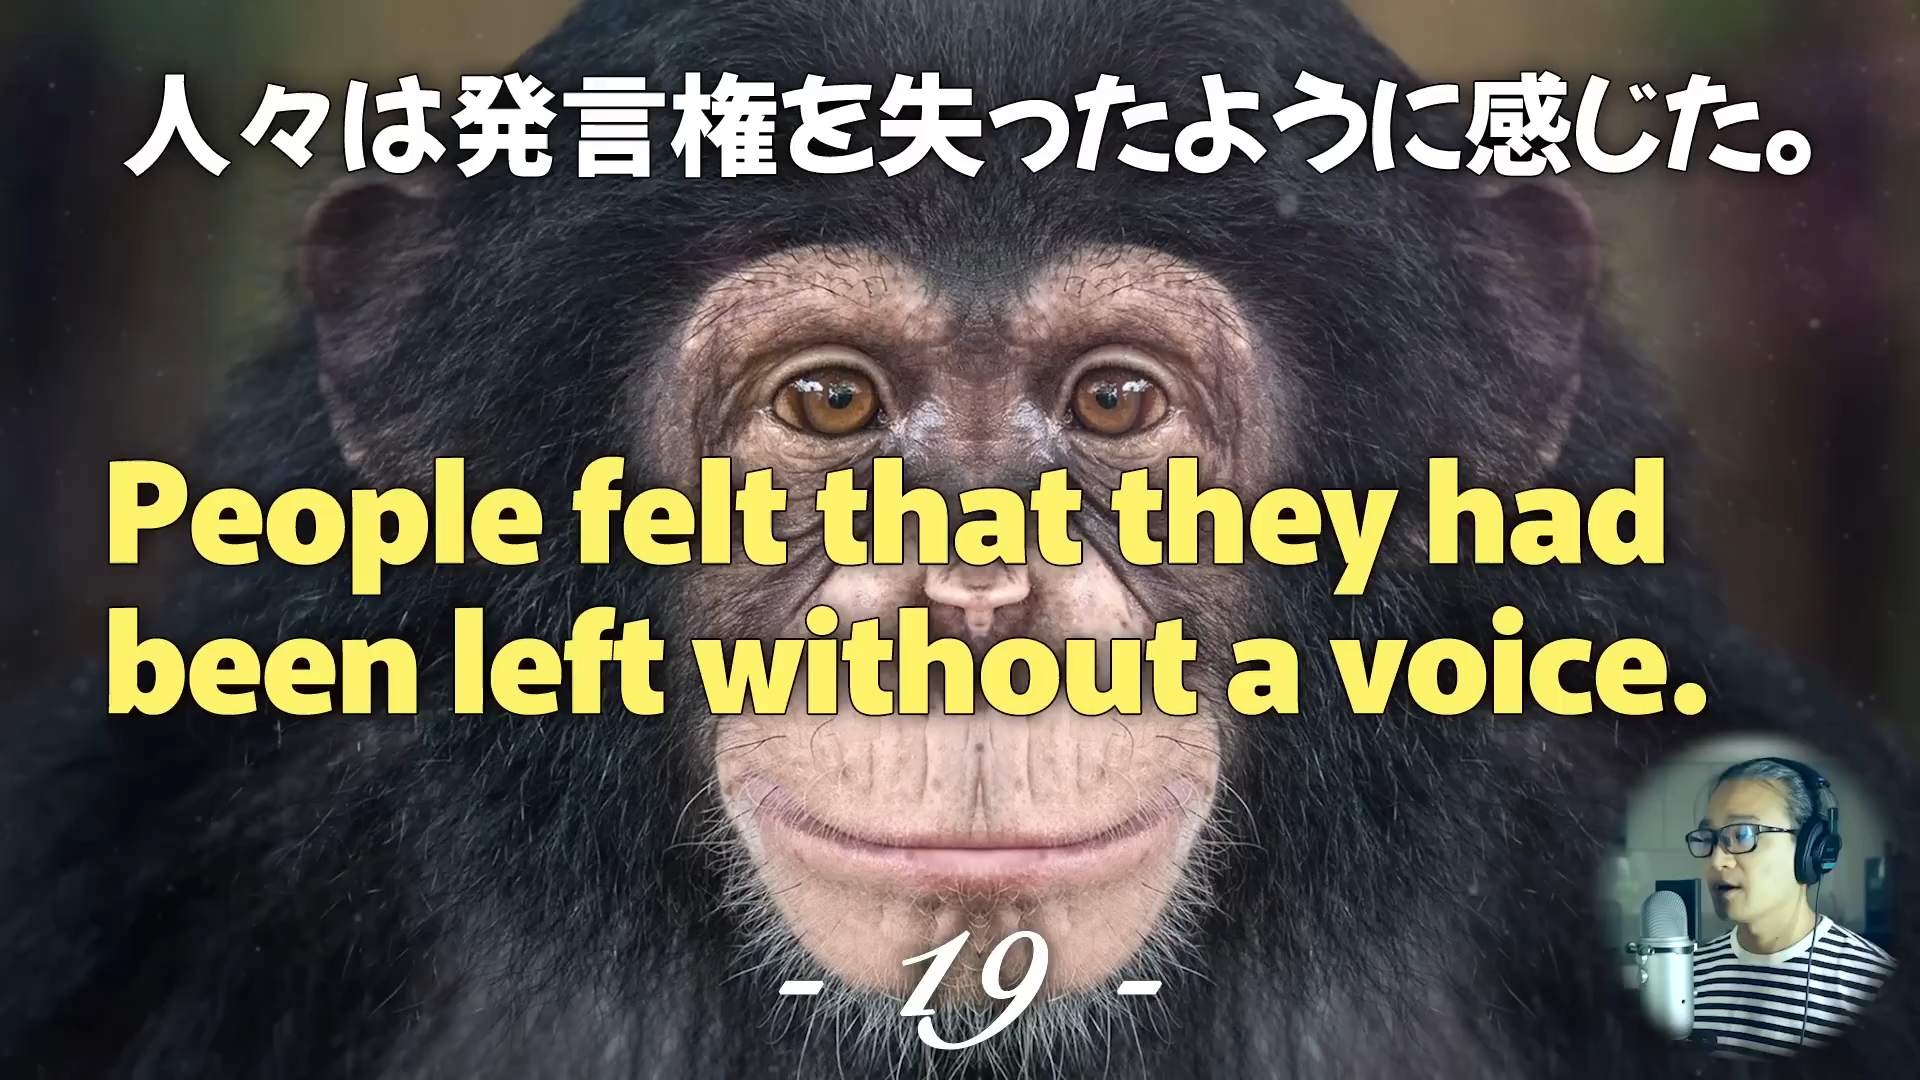 人々は発言権を失ったように感じた。
People felt that they had
been left without a voice.
- 19 -